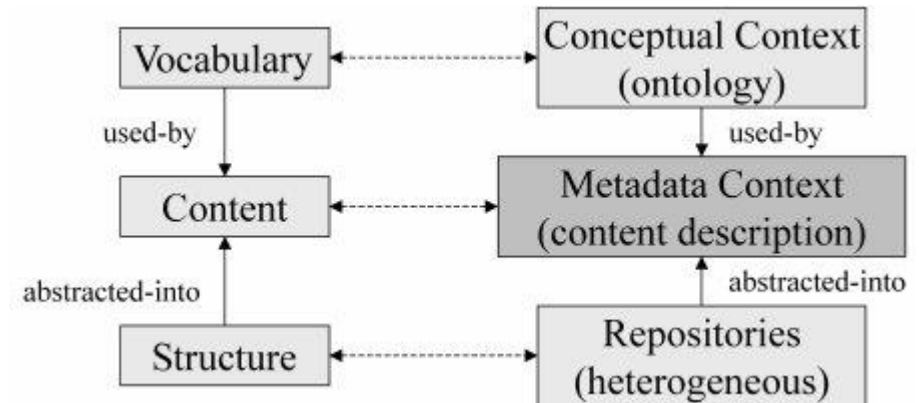 Vocabulary
Conceptual Context
(ontology)
used-by
used-by
Content
Metadata Context
(content description)
abstracted-into
abstracted-into
Structure
Repositories
(heterogeneous)